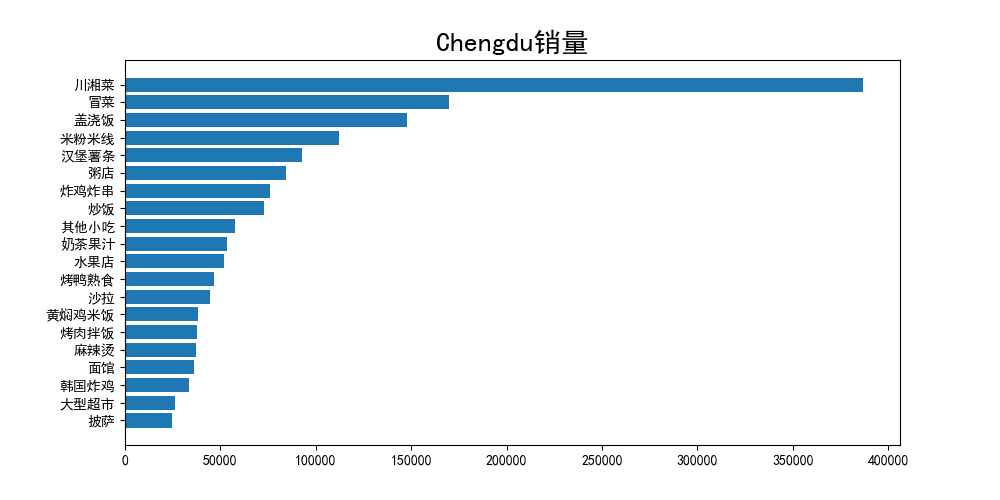 Chengdu销量
川湘菜
冒菜
盖浇饭
米粉米线
汉堡薯条
粥店
炸鸡炸串
炒饭
其他小吃
奶茶果汁
水果店
烤鸭熟食
沙拉
黄焖鸡米饭
烤肉拌饭
麻辣烫
面馆
韩国炸鸡
大型超市
披萨
0 50000 100000 150000 200000 250000 300000 350000 400000